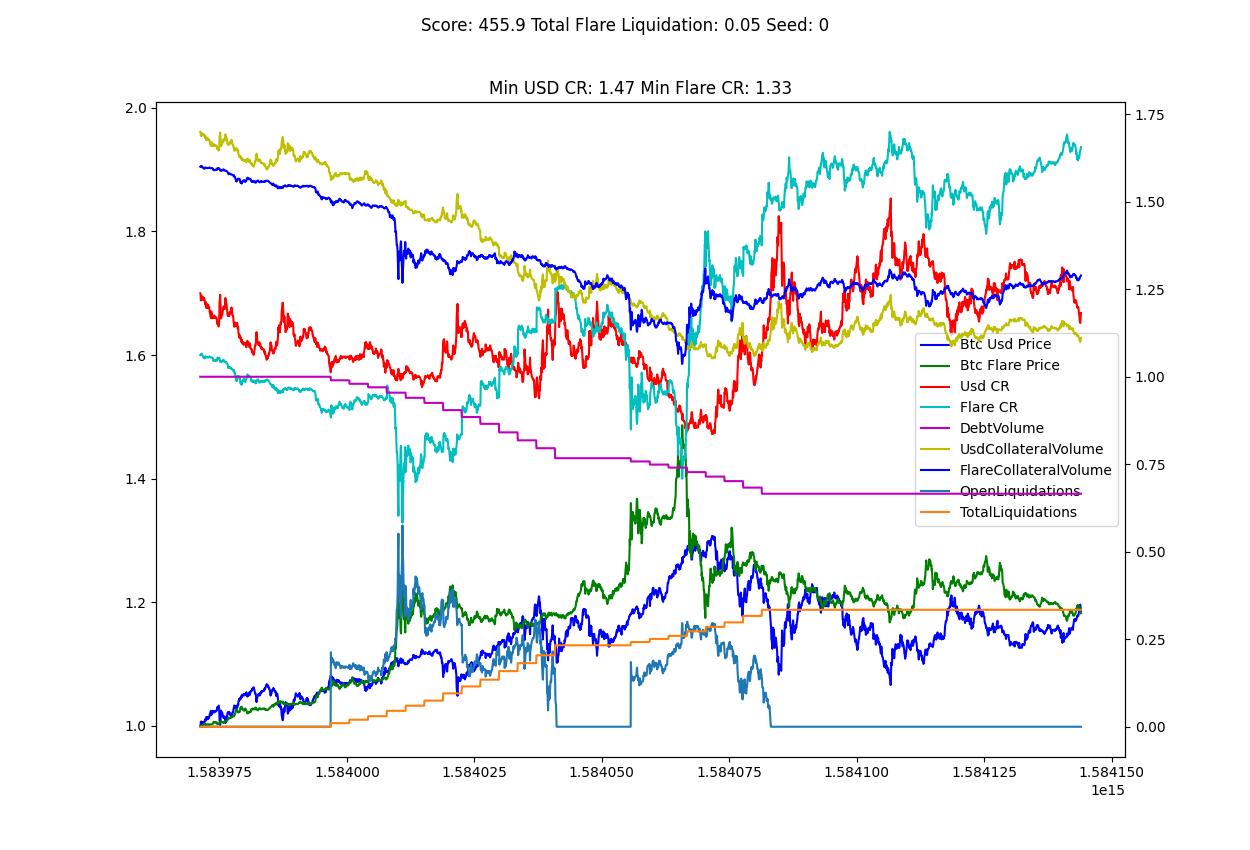 Score: 455.9 Total Flare Liquidation: 0.05 Seed: 0
Min USD CR: 1.47 Min Flare CR: 1.33
2.0
1.8
1.6
1.4
1.2
1.0
1.75
1.50
1.25
1.00
0.75
0.50
0.25
0.00
Btc Usd Price
Btc Flare Price
Usd CR
Flare CR
DebtVolume
UsdCollateralVolume
FlareCollateralVolume
OpenLiquidations
TotalLiquidations
1.583975 1.584000 1.584025 1.584050 1.584075 1.584100 1.584125 1.584150
1e15